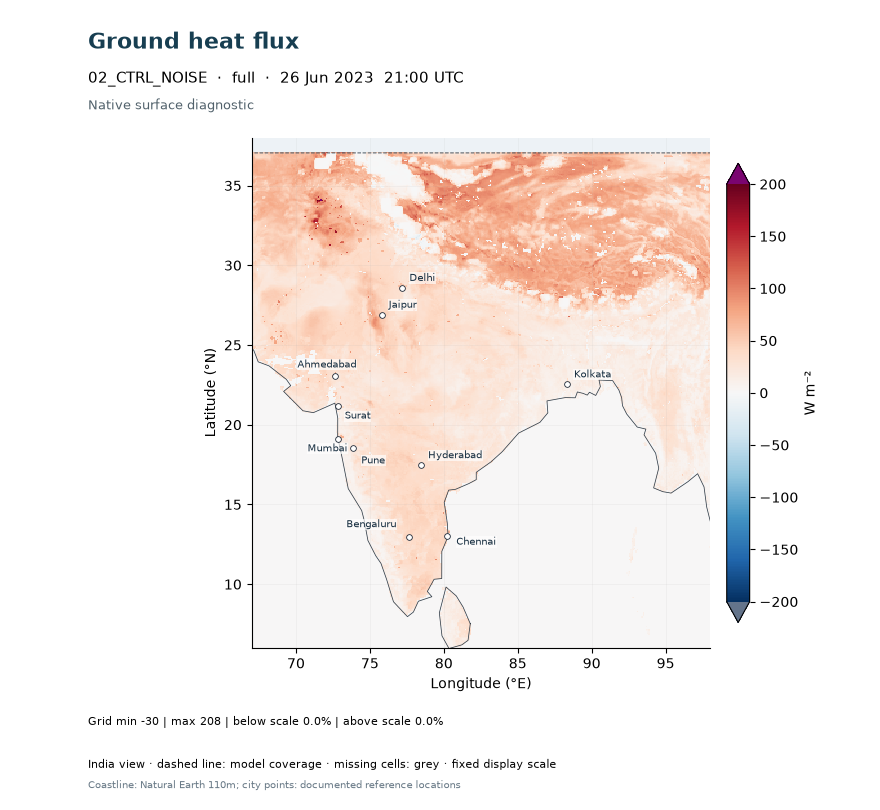 Ground heat flux
02_CTRL_NOISE · full · 26 Jun 2023 21:00 UTC
Native surface diagnostic
35
30
25
20
15
10
Latitude (°N)
70
75
80
85
90
95
Longitude (°E)
Delhi
Jaipur
Ahmedabad
Kolkata
Surat
Mumbai
Pune
Hyderabad
Bengaluru
Chennai
200
150
100
50
0
−50
−100
−150
−200
W m⁻²
Grid min -30 | max 208 | below scale 0.0% | above scale 0.0%
India view · dashed line: model coverage · missing cells: grey · fixed display scale
Coastline: Natural Earth 110m; city points: documented reference locations